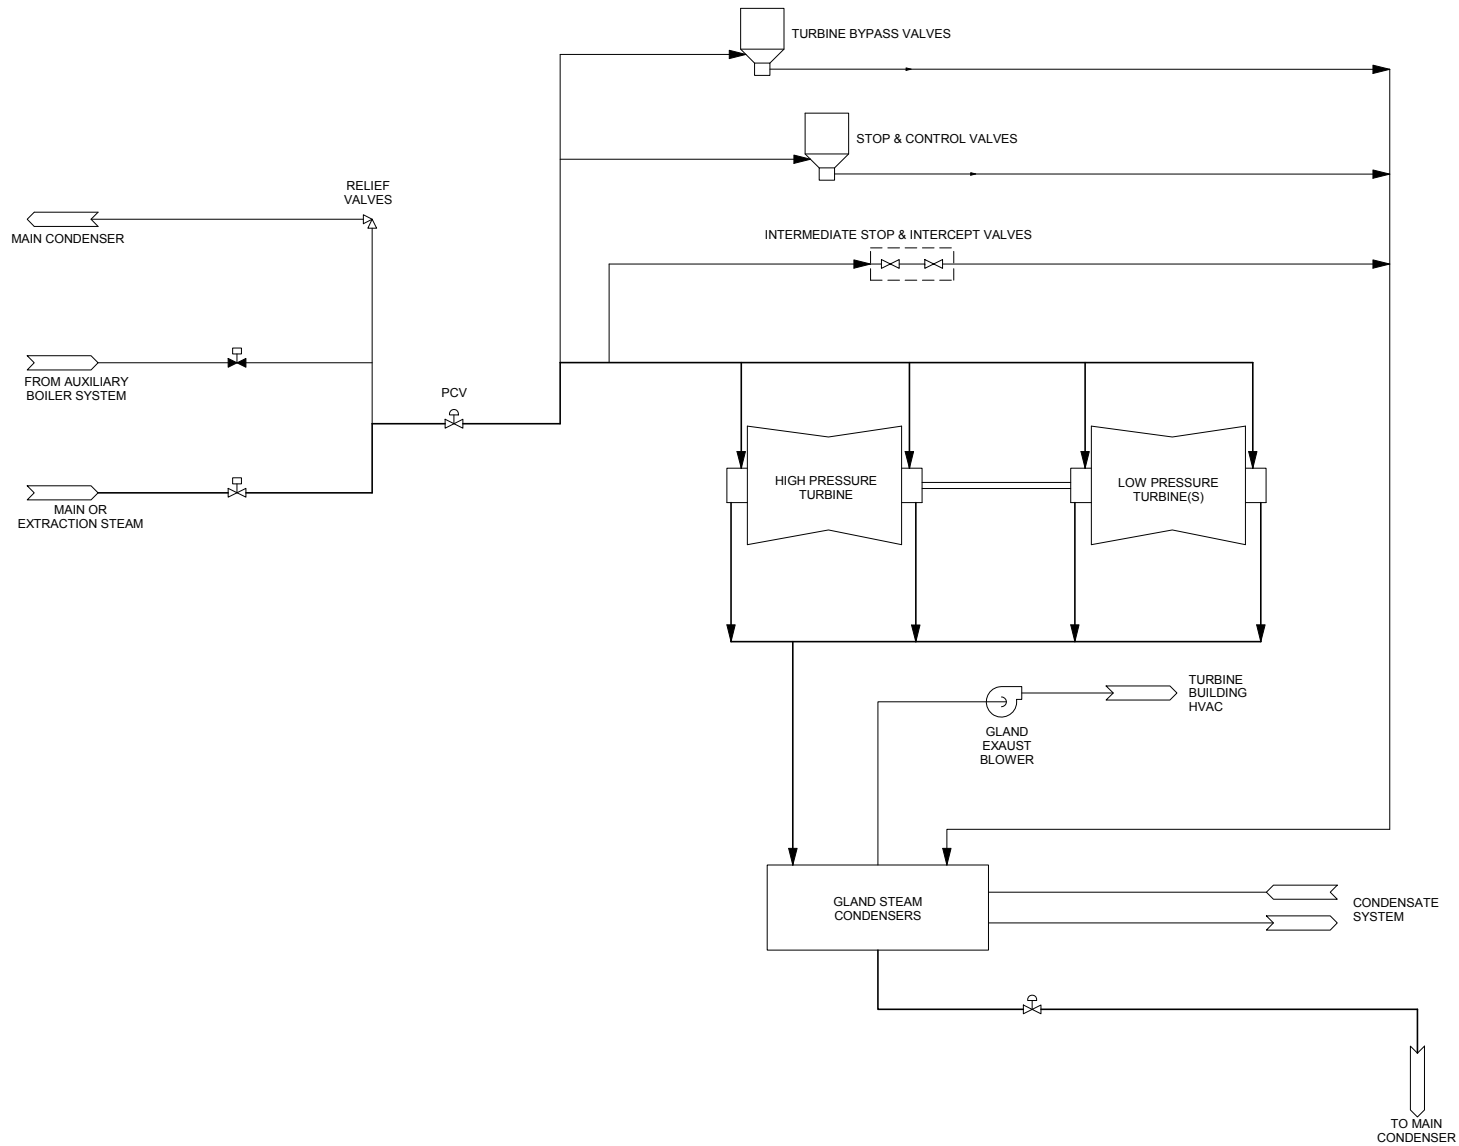 TURBINE BYPASS VALVES
STOP & CONTROL VALVES
RELIEF
VALVES
MAIN CONDENSER
INTERMEDIATE STOP & INTERCEPT VALVES
FROM AUXILIARY
BOILER SYSTEM
PCV
HIGH PRESSURE
TURBINE
LOW PRESSURE
TURBINE(S)
MAIN OR
EXTRACTION STEAM
TURBINE
BUILDING
HVAC
GLAND
EXAUST
BLOWER
GLAND STEAM
CONDENSERS
CONDENSATE
SYSTEM
TO MAIN
CONDENSER